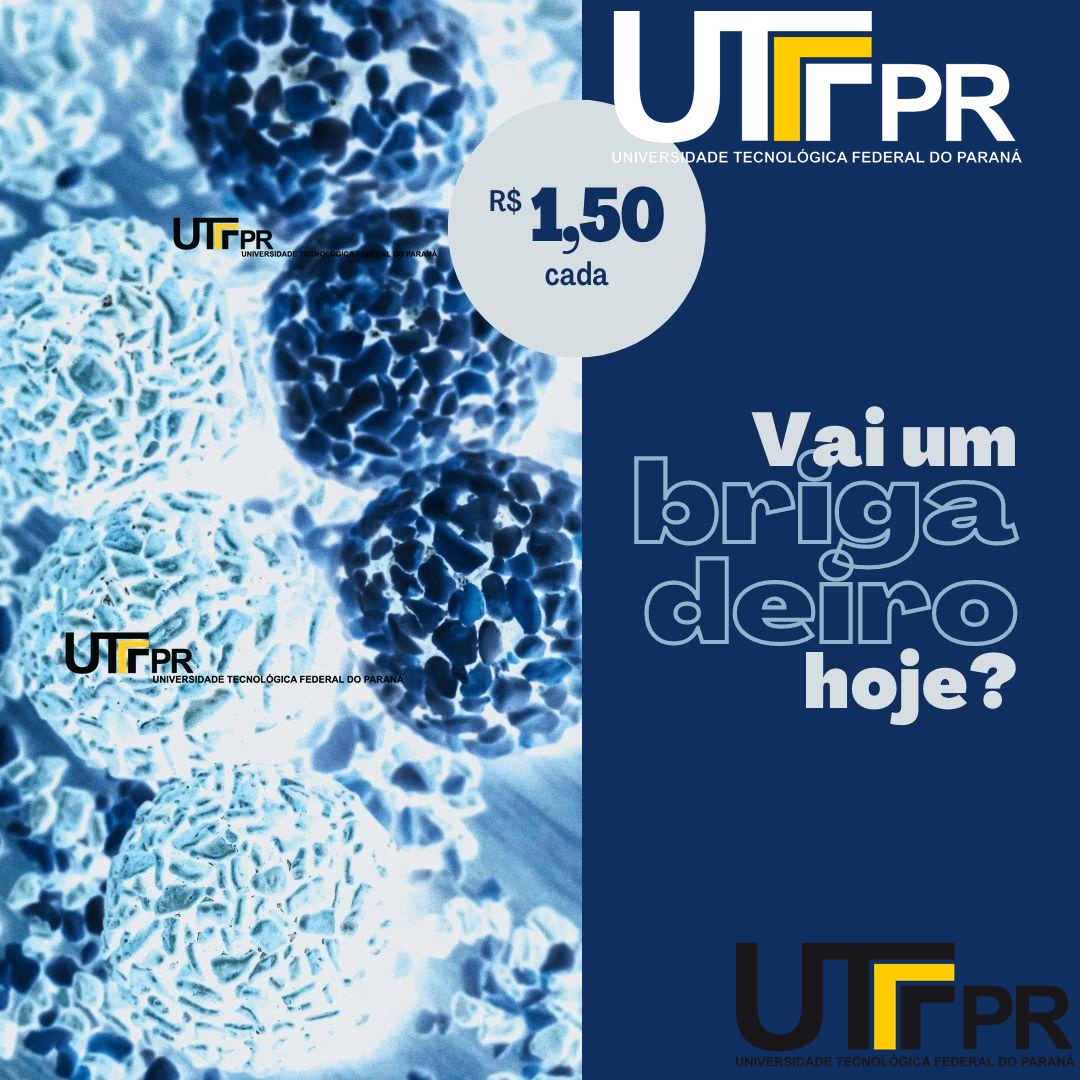 UTFPR
UNIVERSIDADE TECNOLÓGICA FEDERAL DO PARANÁ
R$ 1,50
cada
UTFPR
UNIVERSIDADE TECNOLÓGICA FEDERAL DO PARANÁ
Vai um
briga
deiro
hoje?
UTFPR
UNIVERSIDADE TECNOLÓGICA FEDERAL DO PARANÁ
UTFPR
UNIVERSIDADE TECNOLÓGICA FEDERAL DO PARANÁ